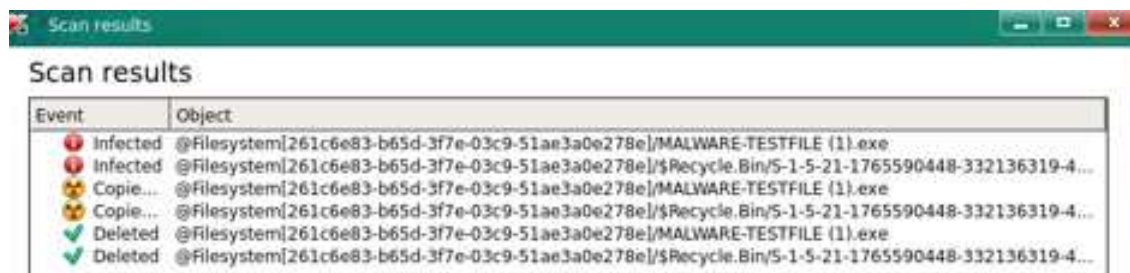 Scan results
Scan results
Event Object
Infected @Filesystem[261c6e83-b65d-3f7e-03c9-51ae3a0e278e]/MALWARE-TESTFILE (1).exe
Infected @Filesystem[261c6e83-b65d-3f7e-03c9-51ae3a0e278e]/$Recycle.Bin/S-1-5-21-1765590448-332136319-4...
Copie... @Filesystem[261c6e83-b65d-3f7e-03c9-51ae3a0e278e]/MALWARE-TESTFILE (1).exe
Copie... @Filesystem[261c6e83-b65d-3f7e-03c9-51ae3a0e278e]/$Recycle.Bin/S-1-5-21-1765590448-332136319-4...
Deleted @Filesystem[261c6e83-b65d-3f7e-03c9-51ae3a0e278e]/MALWARE-TESTFILE (1).exe
Deleted @Filesystem[261c6e83-b65d-3f7e-03c9-51ae3a0e278e]/$Recycle.Bin/S-1-5-21-1765590448-332136319-4...